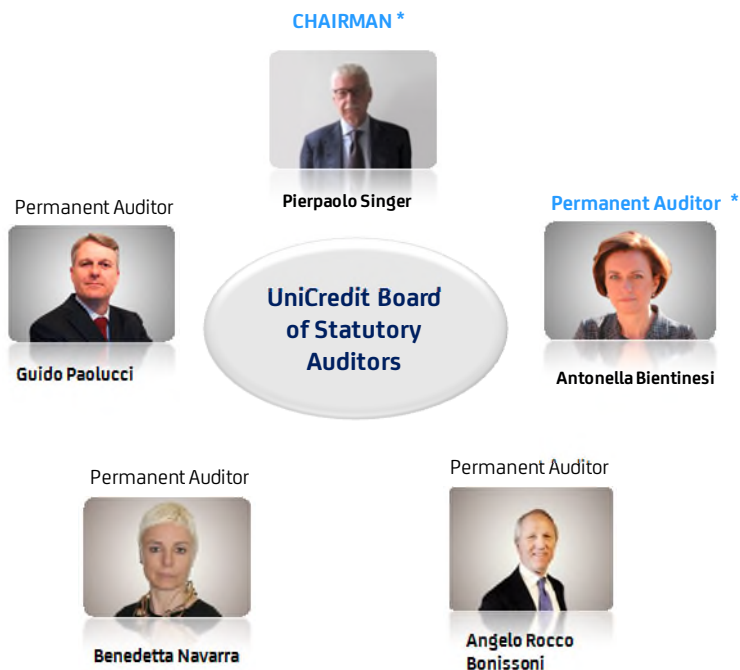 CHAIRMAN *
Pierpaolo Singer
Permanent Auditor
Permanent Auditor *
UniCredit Board
of Statutory
Auditors
Guido Paolucci
Antonella Bientinesi
Permanent Auditor
Permanent Auditor
Benedetta Navarra
Angelo Rocco
Bonissoni